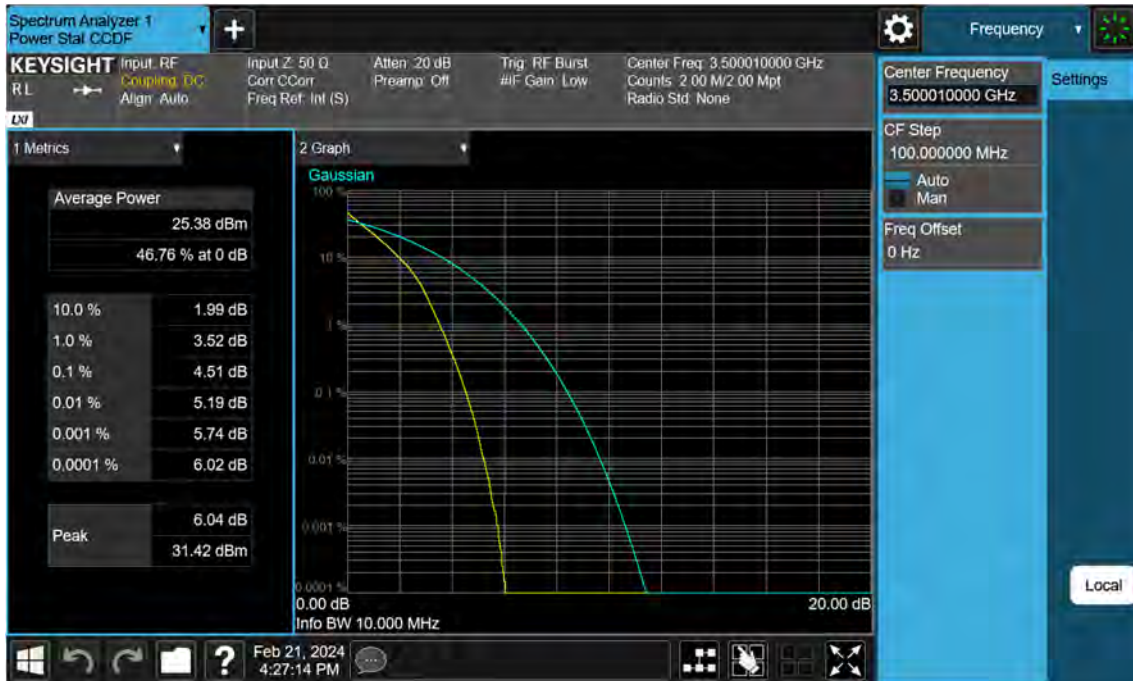 Spectrum Analyzer 1
Power Stat CCDF
+
Frequency
KEYSIGHT
RL
LXI
Input: RF
Coupling: DC
Align: Auto
Input Z: 50 Ω
Corr CCorr
Freq Ref: Int (S)
Atten: 20 dB
Preamp: Off
Trig: RF Burst
#IF Gain: Low
Center Freq: 3.500010000 GHz
Counts: 2.00 M/2.00 Mpt
Radio Std: None
Center Frequency
3.500010000 GHz
Settings
CF Step
100.000000 MHz
Auto
Man
Freq Offset
0 Hz
1 Metrics
Average Power
25.38 dBm
46.76 % at 0 dB
10.0 % 1.99 dB
1.0 % 3.52 dB
0.1 % 4.51 dB
0.01 % 5.19 dB
0.001 % 5.74 dB
0.0001 % 6.02 dB
Peak
6.04 dB
31.42 dBm
2 Graph
Gaussian
100 %
10 %
1 %
0.1 %
0.01 %
0.001 %
0.0001 %
0.00 dB 20.00 dB
Info BW 10.000 MHz
Local
?
Feb 21, 2024
4:27:14 PM